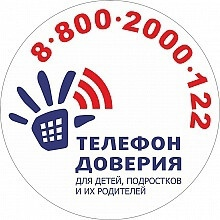 8-800-2000-122
ТЕЛЕФОН
ДОВЕРИЯ
ДЛЯ ДЕТЕЙ, ПОДРОСТКОВ
И ИХ РОДИТЕЛЕЙ